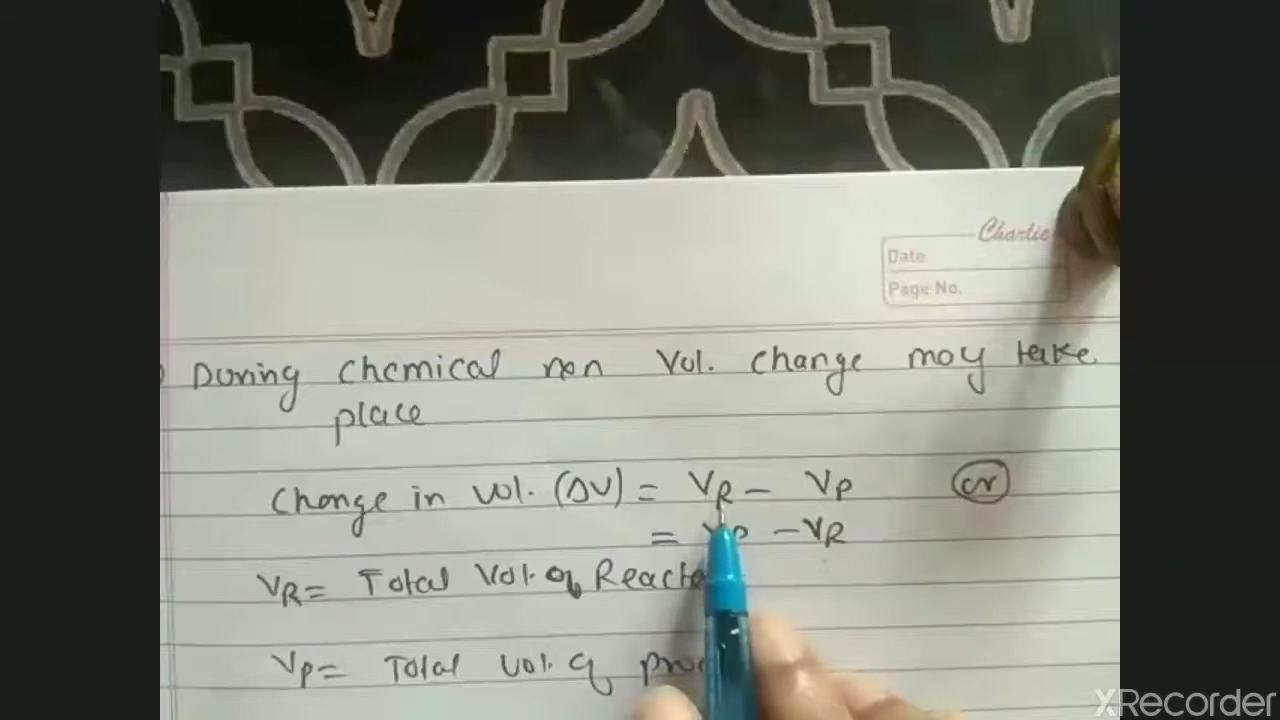 Charlie
Date
Page No.
During chemical rxn Vol. change may take
place
Change in vol. (ΔV) = VR - VP or
= VP - VR
VR = Total Vol. of
VP = Total vol. of
XRecorder